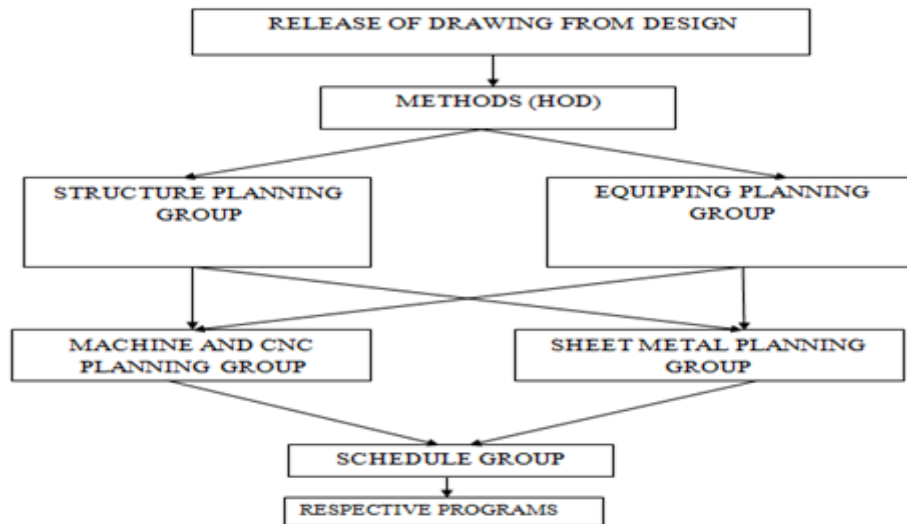 RELEASE OF DRAWING FROM DESIGN
METHODS (HOD)
STRUCTURE PLANNING
GROUP
EQUIPPING PLANNING
GROUP
MACHINE AND CNC
PLANNING GROUP
SHEET METAL PLANNING
GROUP
SCHEDULE GROUP
RESPECTIVE PROGRAMS